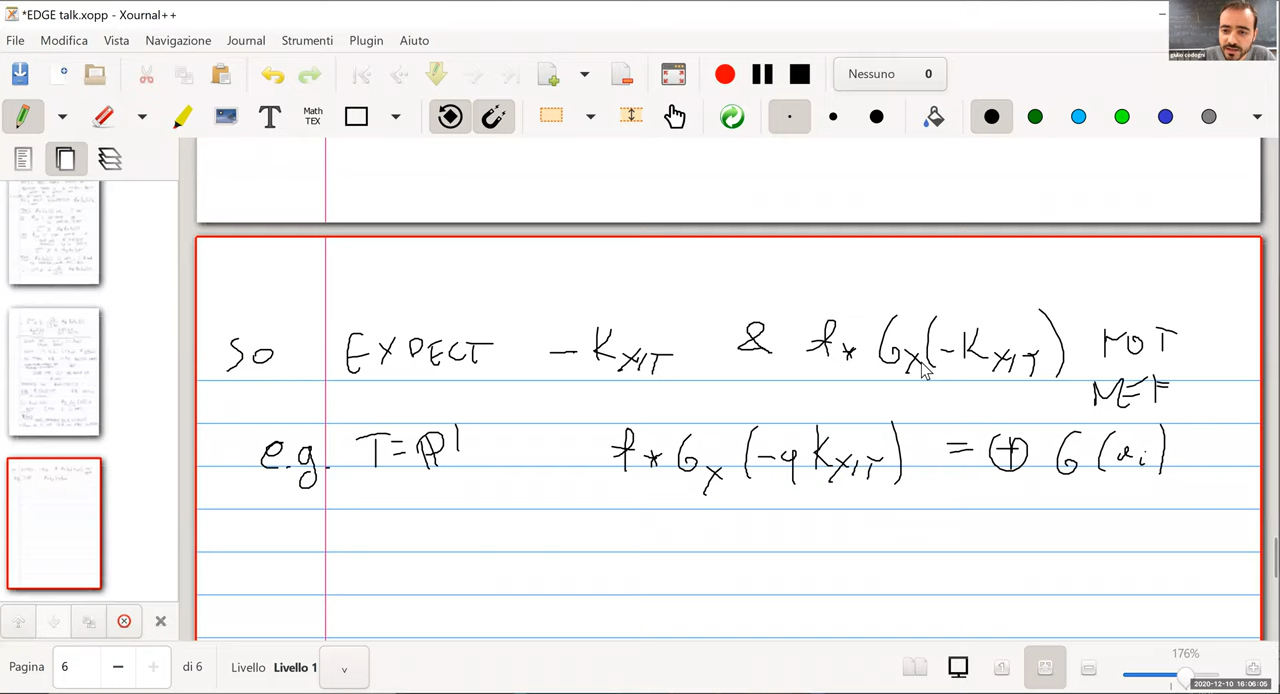 *EDGE talk.xopp - Xournal++
giulio codogni
File Modifica Vista Navigazione Journal Strumenti Plugin Aiuto
Nessuno 0
T Math TEX
SO EXPECT - K_{X/T} & f_* O_X(-K_{X/T}) NOT
NEF
e.g. T = ℙ¹ f_* O_X (-q K_{X/T}) = ⊕ O(a_i)
Pagina 6 di 6 Livello Livello 1 176%
2020-12-10 16:06:05